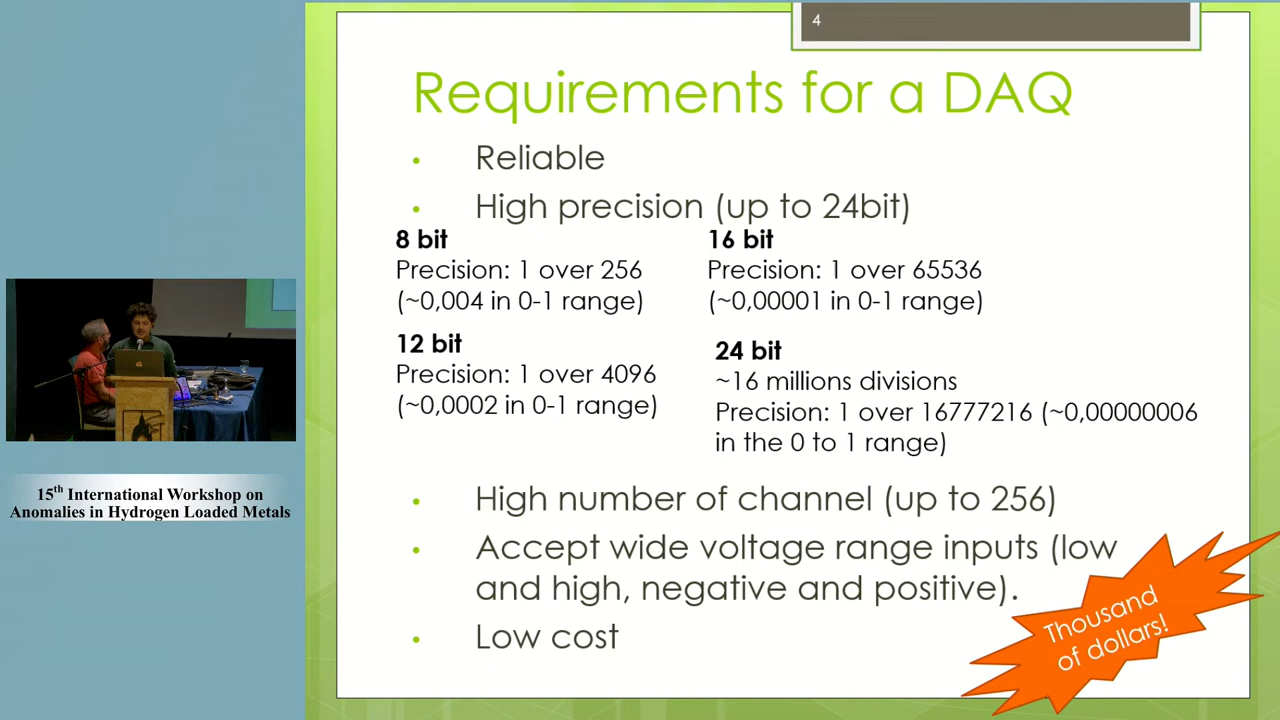 4
Requirements for a DAQ
• Reliable
• High precision (up to 24bit)
8 bit
Precision: 1 over 256
(~0,004 in 0-1 range)
16 bit
Precision: 1 over 65536
(~0,00001 in 0-1 range)
12 bit
Precision: 1 over 4096
(~0,0002 in 0-1 range)
24 bit
~16 millions divisions
Precision: 1 over 16777216 (~0,00000006
in the 0 to 1 range)
• High number of channel (up to 256)
• Accept wide voltage range inputs (low
and high, negative and positive).
• Low cost
Thousand
of dollars!
15th International Workshop on
Anomalies in Hydrogen Loaded Metals